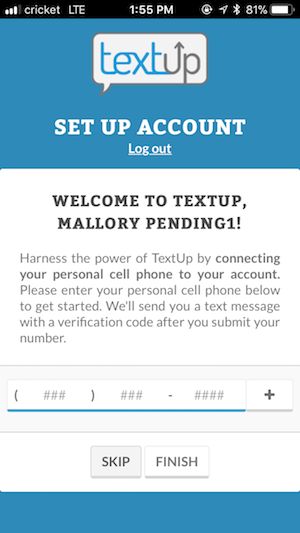 cricket LTE 1:55 PM 81%
textUp
SET UP ACCOUNT
Log out
WELCOME TO TEXTUP,
MALLORY PENDING1!
Harness the power of TextUp by connecting
your personal cell phone to your account.
Please enter your personal cell phone below
to get started. We'll send you a text message
with a verification code after you submit your
number.
( ### ) ### - #### +
SKIP FINISH